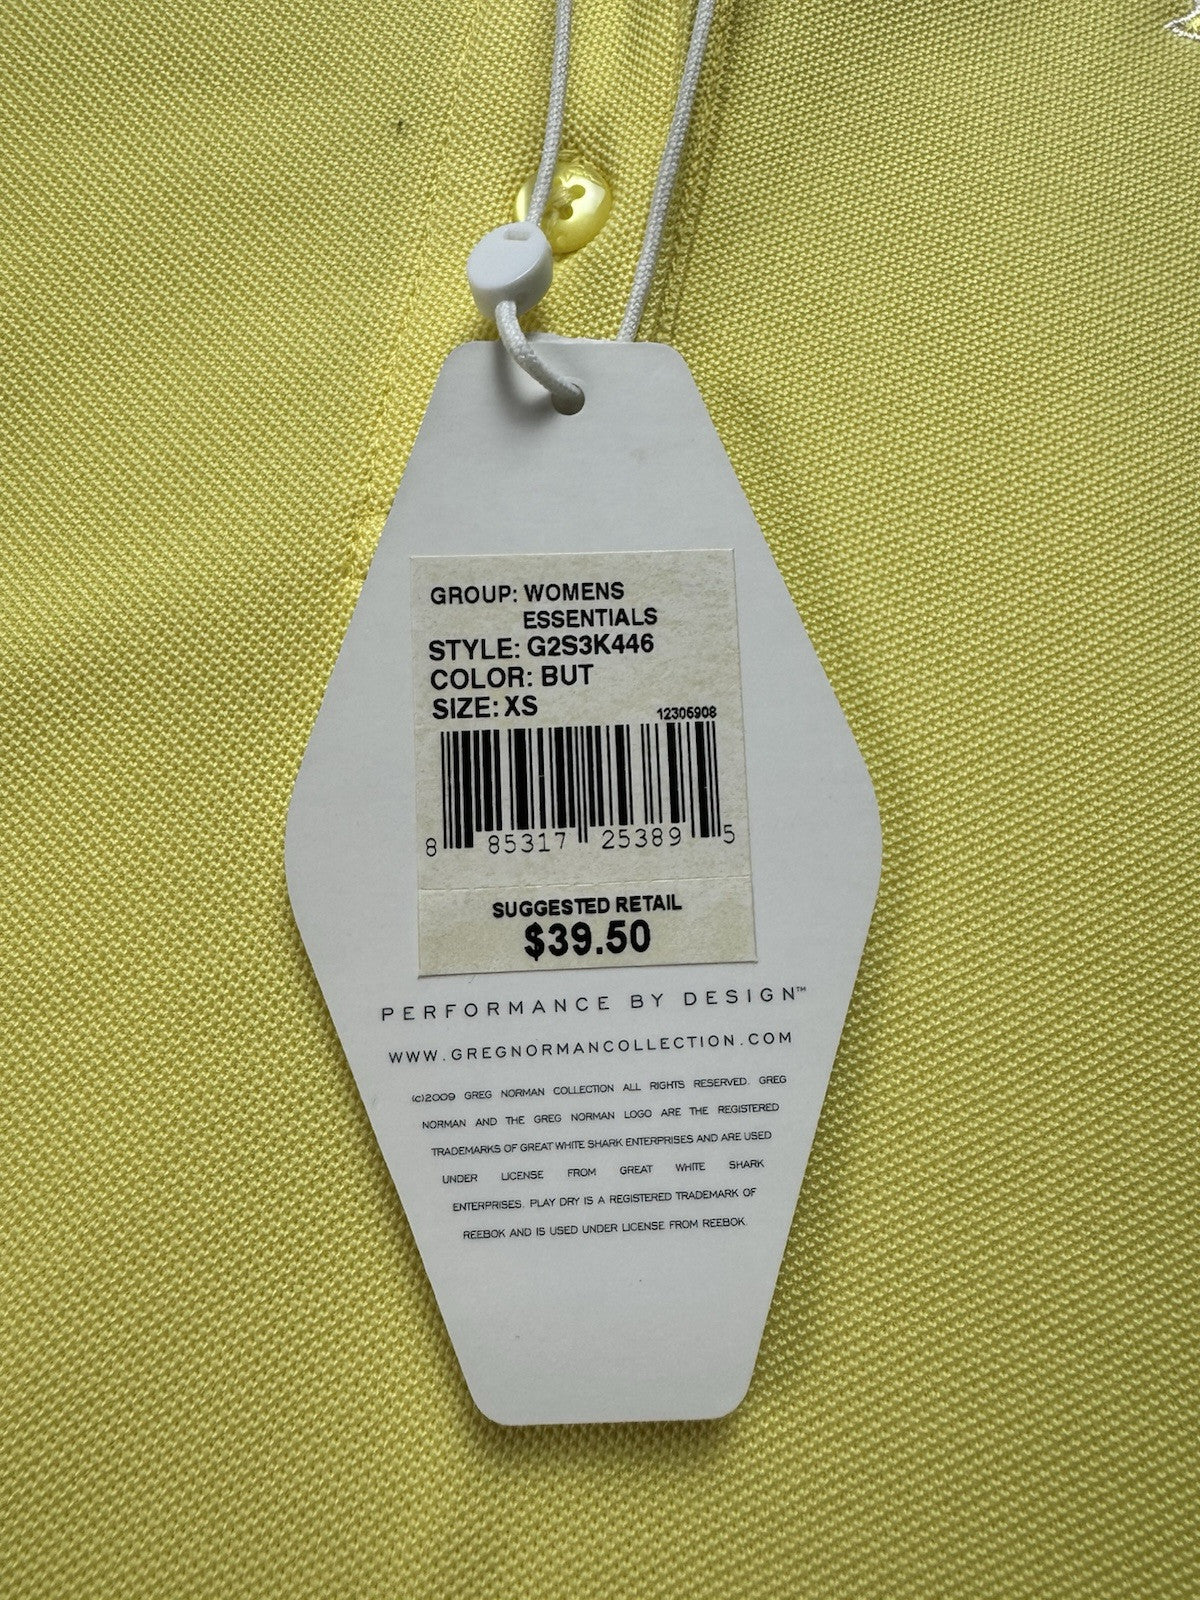 GROUP: WOMENS
ESSENTIALS
STYLE: G2S3K446
COLOR: BUT
SIZE: XS
12305908
8 85317 25389 5
SUGGESTED RETAIL
$39.50
PERFORMANCE BY DESIGN™
WWW.GREGNORMANCOLLECTION.COM
(c)2009 GREG NORMAN COLLECTION ALL RIGHTS RESERVED. GREG
NORMAN AND THE GREG NORMAN LOGO ARE THE REGISTERED
TRADEMARKS OF GREAT WHITE SHARK ENTERPRISES AND ARE USED
UNDER LICENSE FROM GREAT WHITE SHARK
ENTERPRISES. PLAY DRY IS A REGISTERED TRADEMARK OF
REEBOK AND IS USED UNDER LICENSE FROM REEBOK.